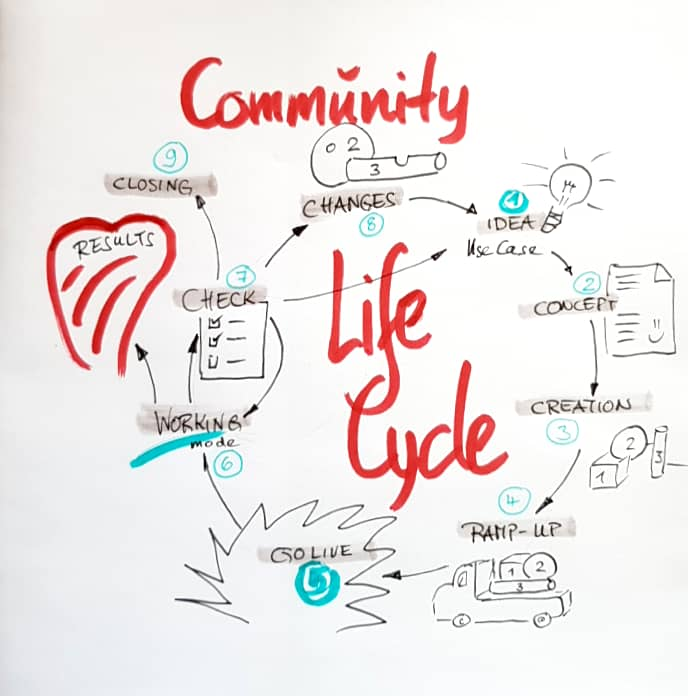 Community
Life
Cycle
1
IDEA
Use Case
2
CONCEPT
CREATION
3
1
2
3
4
RAMP-UP
1
2
3
GO LIVE
5
WORKING
mode
6
RESULTS
7
CHECK
2
3
CHANGES
8
9
CLOSING